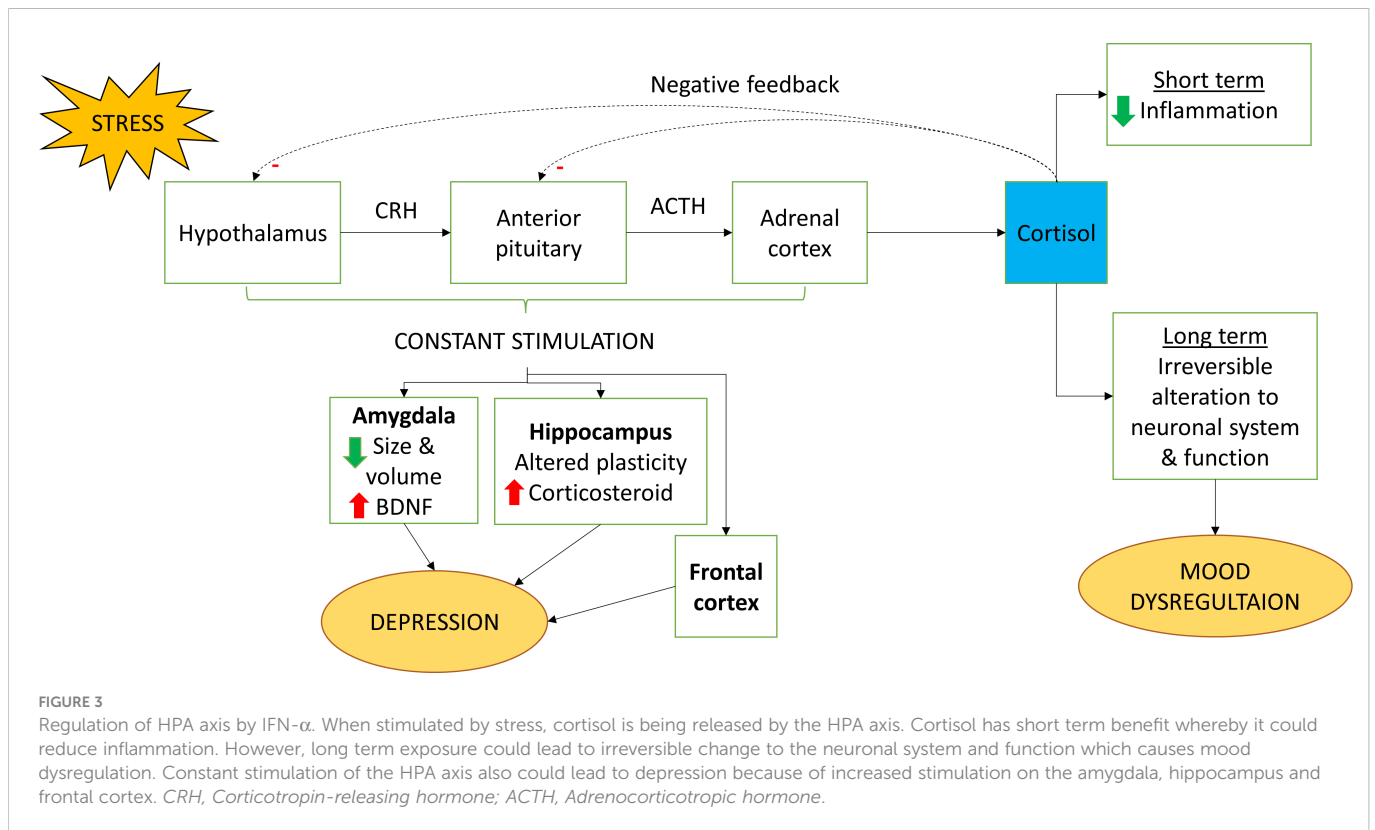 STRESS
Negative feedback
Short term
Inflammation
-
-
Hypothalamus
CRH
Anterior
pituitary
ACTH
Adrenal
cortex
Cortisol
CONSTANT STIMULATION
Long term
Irreversible
alteration to
neuronal system
& function
Amygdala
Size &
volume
BDNF
Hippocampus
Altered plasticity
Corticosteroid
Frontal
cortex
DEPRESSION
MOOD
DYSREGULTAION
FIGURE 3
Regulation of HPA axis by IFN-α. When stimulated by stress, cortisol is being released by the HPA axis. Cortisol has short term benefit whereby it could
reduce inflammation. However, long term exposure could lead to irreversible change to the neuronal system and function which causes mood
dysregulation. Constant stimulation of the HPA axis also could lead to depression because of increased stimulation on the amygdala, hippocampus and
frontal cortex. CRH, Corticotropin-releasing hormone; ACTH, Adrenocorticotropic hormone.